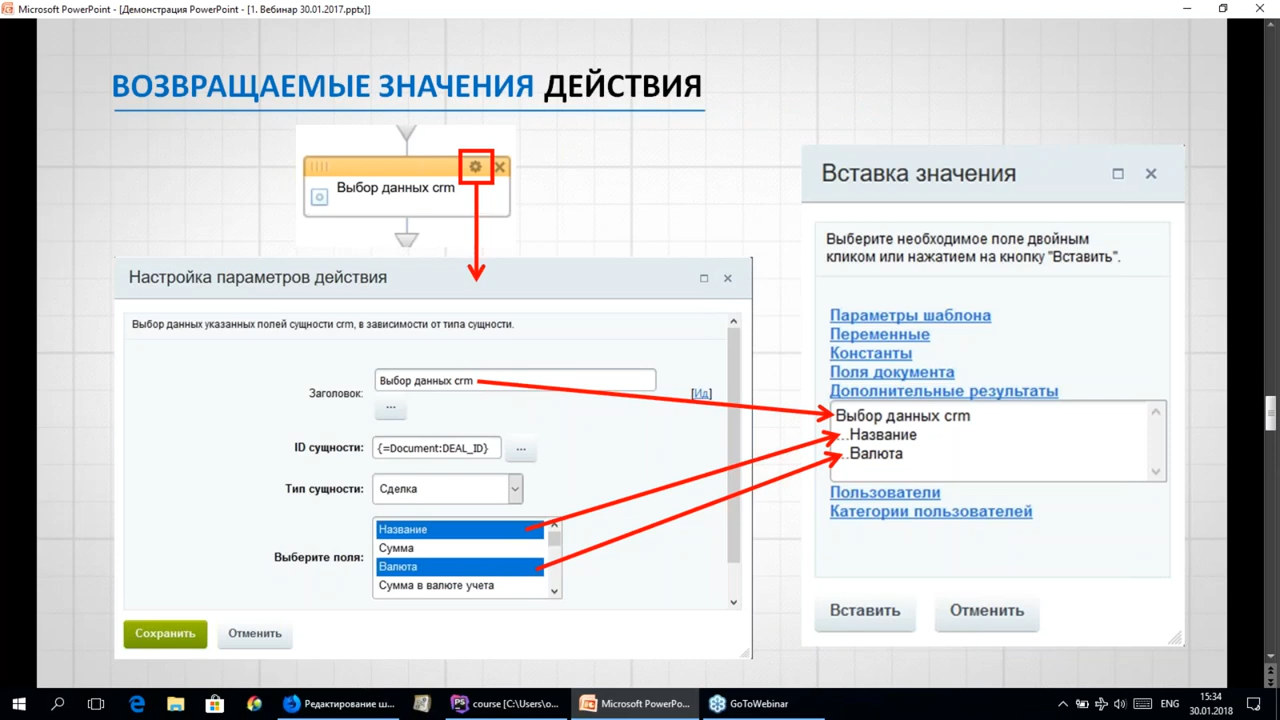 Microsoft PowerPoint - [Демонстрация PowerPoint - [1. Вебинар 30.01.2017.pptx]]
ВОЗВРАЩАЕМЫЕ ЗНАЧЕНИЯ ДЕЙСТВИЯ
Выбор данных crm
Настройка параметров действия
Выбор данных указанных полей сущности crm, в зависимости от типа сущности.
Заголовок:
Выбор данных crm
[Ид]
...
ID сущности:
{=Document:DEAL_ID}
...
Тип сущности:
Сделка
Выберите поля:
Название
Сумма
Валюта
Сумма в валюте учета
Сохранить
Отменить
Вставка значения
Выберите необходимое поле двойным
кликом или нажатием на кнопку "Вставить".
Параметры шаблона
Переменные
Константы
Поля документа
Дополнительные результаты
Выбор данных crm
...Название
...Валюта
Пользователи
Категории пользователей
Вставить
Отменить
Редактирование ш...
course [C:\Users\o...
Microsoft PowerPo...
GoToWebinar
ENG
15:34
30.01.2018